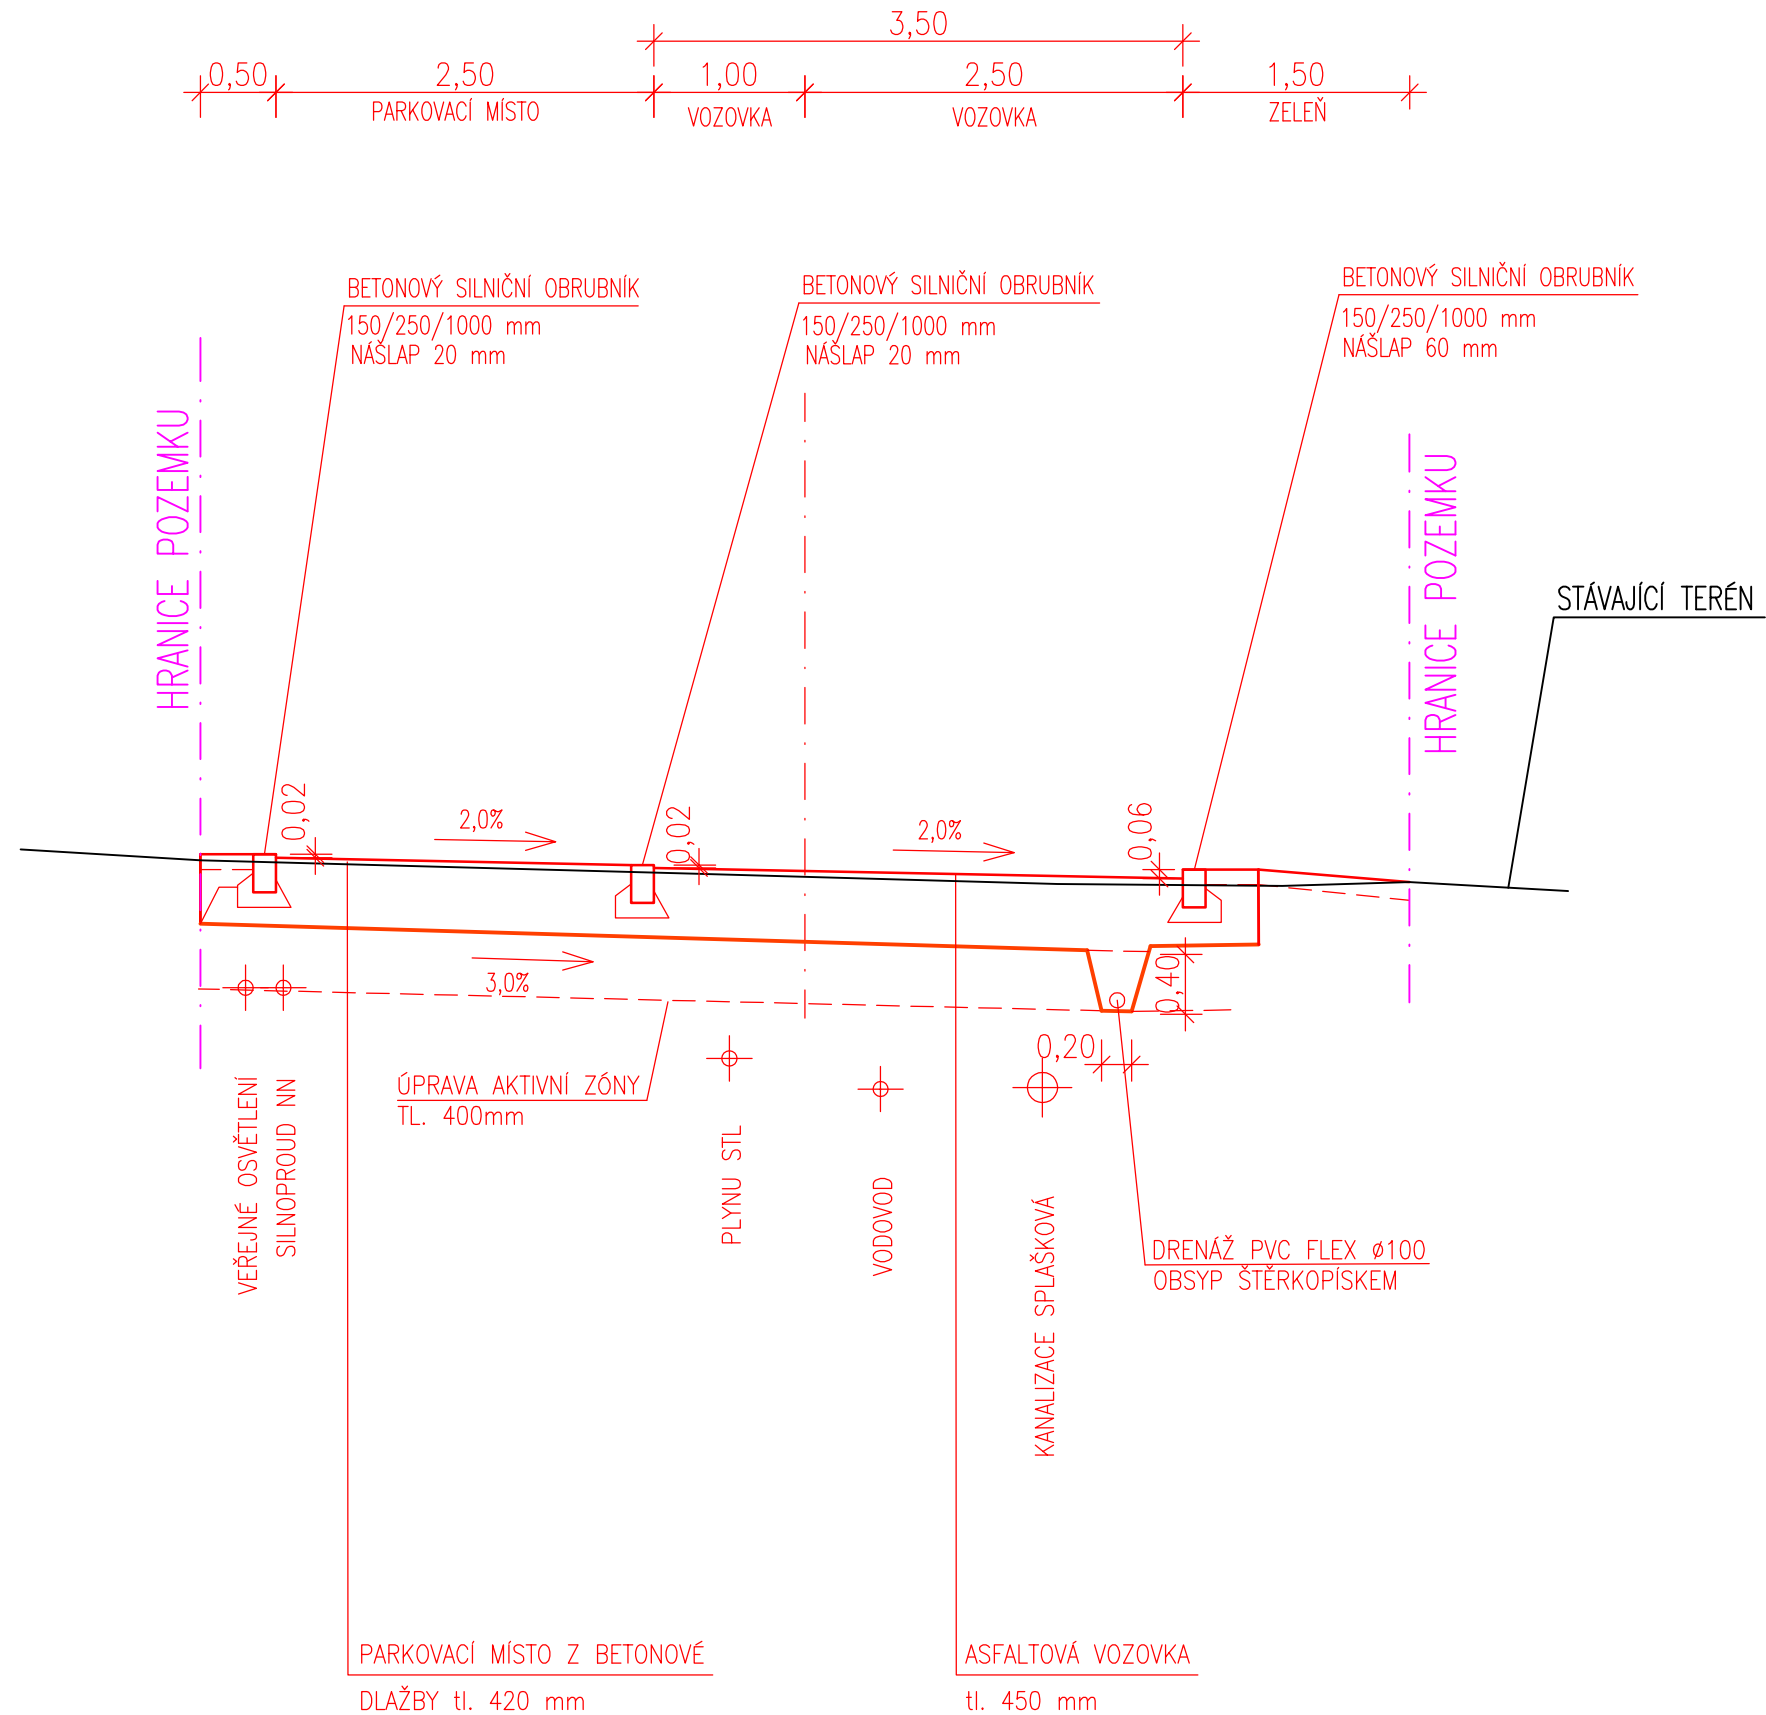 3,50
0,50
2,50
1,00
2,50
1,50
PARKOVACÍ MÍSTO
VOZOVKA
VOZOVKA
ZELEŇ
BETONOVÝ SILNIČNÍ OBRUBNÍK
150/250/1000 mm
NÁŠLAP 20 mm
BETONOVÝ SILNIČNÍ OBRUBNÍK
150/250/1000 mm
NÁŠLAP 20 mm
BETONOVÝ SILNIČNÍ OBRUBNÍK
150/250/1000 mm
NÁŠLAP 60 mm
HRANICE POZEMKU
HRANICE POZEMKU
STÁVAJÍCÍ TERÉN
0,02
2,0%
0,02
2,0%
0,06
3,0%
0,40
0,20
ÚPRAVA AKTIVNÍ ZÓNY
TL. 400mm
VEŘEJNÉ OSVĚTLENÍ
SILNOPROUD NN
PLYNU STL
VODOVOD
KANALIZACE SPLAŠKOVÁ
DRENÁŽ PVC FLEX ø100
OBSYP ŠTĚRKOPÍSKEM
PARKOVACÍ MÍSTO Z BETONOVÉ
DLAŽBY tl. 420 mm
ASFALTOVÁ VOZOVKA
tl. 450 mm